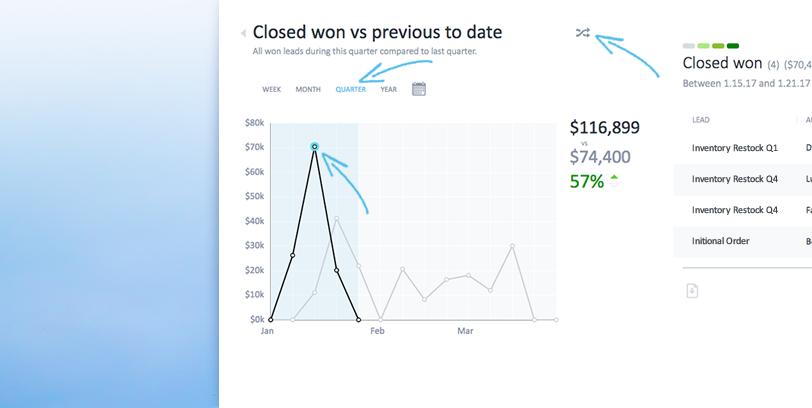 Closed won vs previous to date
All won leads during this quarter compared to last quarter.
WEEK MONTH QUARTER YEAR
$80k
$70k
$60k
$50k
$40k
$30k
$20k
$10k
$0k
Jan Feb Mar
$116,899
vs
$74,400
57%
Closed won (4) ($70,4
Between 1.15.17 and 1.21.17
LEAD
Inventory Restock Q1
Inventory Restock Q4
Inventory Restock Q4
Initional Order